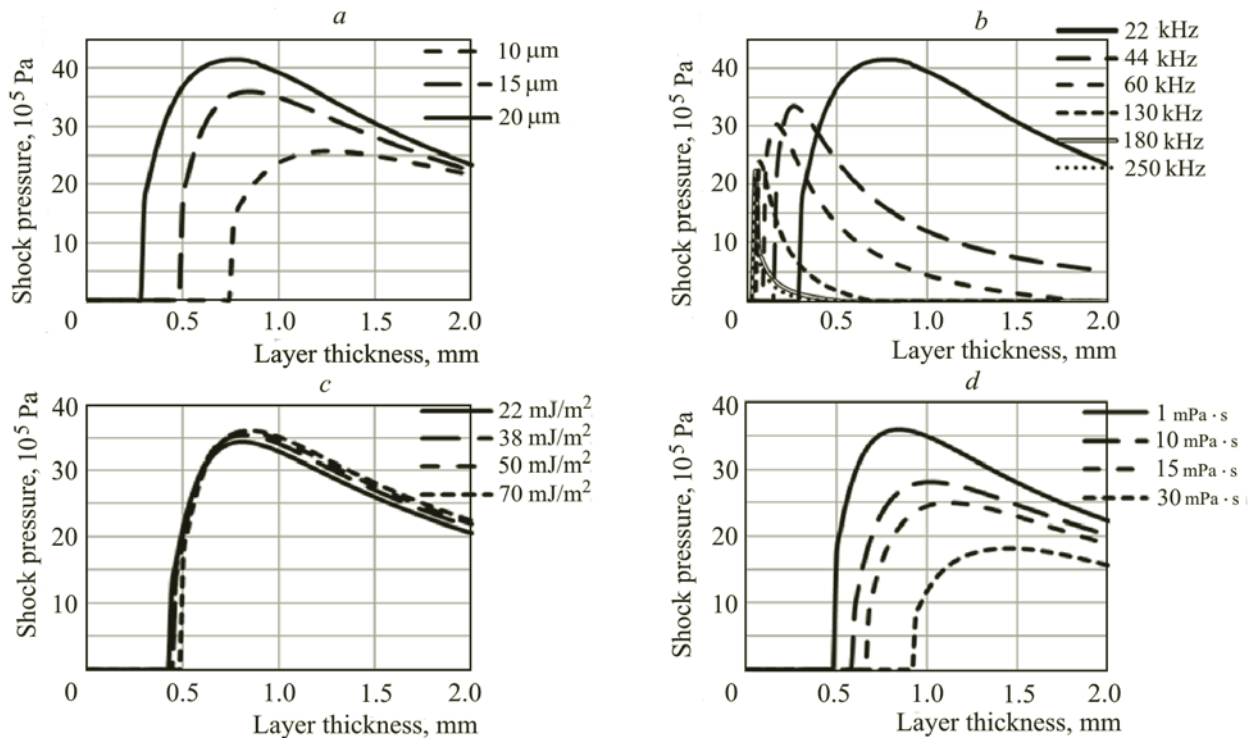 a
10 μm
15 μm
20 μm
Shock pressure, 10⁵ Pa
40
30
20
10
0
0.5
1.0
1.5
2.0
Layer thickness, mm
b
22 kHz
44 kHz
60 kHz
130 kHz
180 kHz
250 kHz
Shock pressure, 10⁵ Pa
40
30
20
10
0
0.5
1.0
1.5
2.0
Layer thickness, mm
c
22 mJ/m²
38 mJ/m²
50 mJ/m²
70 mJ/m²
Shock pressure, 10⁵ Pa
40
30
20
10
0
0.5
1.0
1.5
2.0
Layer thickness, mm
d
1 mPa · s
10 mPa · s
15 mPa · s
30 mPa · s
Shock pressure, 10⁵ Pa
40
30
20
10
0
0.5
1.0
1.5
2.0
Layer thickness, mm